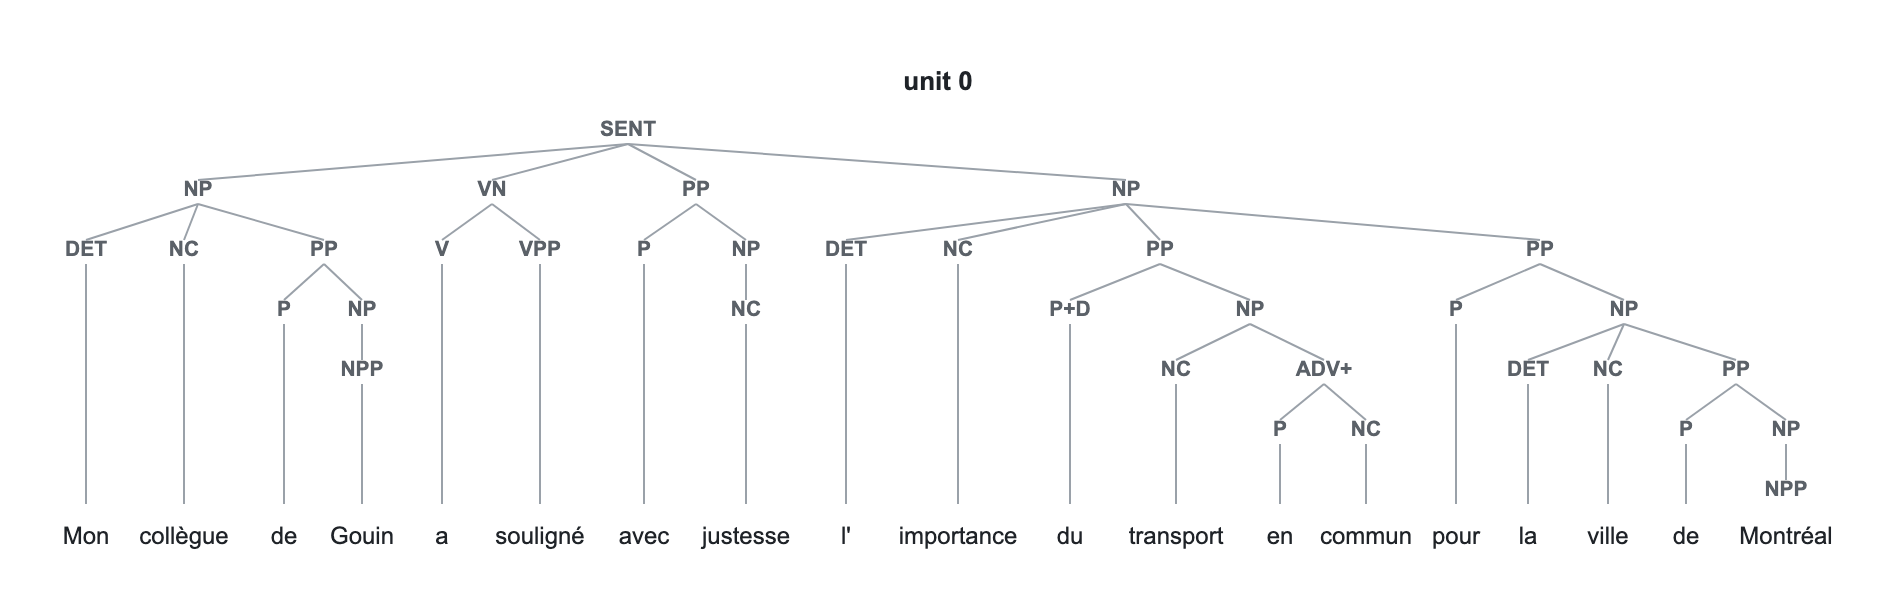 unit 0
SENT
NP VN PP NP
DET NC PP V VPP P NP DET NC PP PP
P NP NC P+D NP P NP
NPP NC ADV+ DET NC PP
P NC P NP
NPP
Mon collègue de Gouin a souligné avec justesse l' importance du transport en commun pour la ville de Montréal